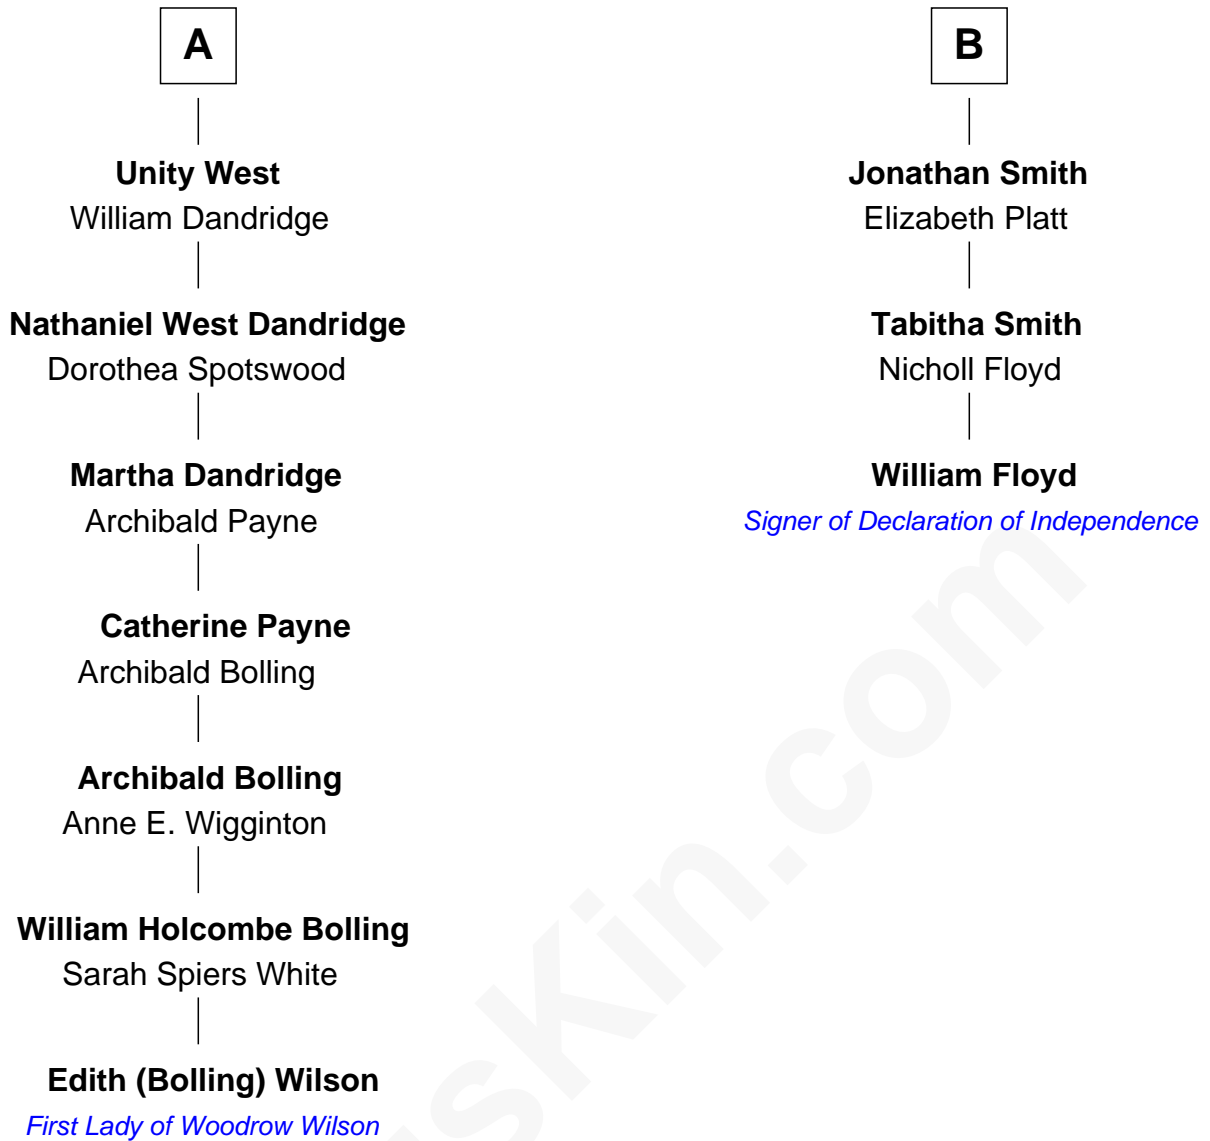 A
Unity West
William Dandridge
Nathaniel West Dandridge
Dorothea Spotswood
Martha Dandridge
Archibald Payne
Catherine Payne
Archibald Bolling
Archibald Bolling
Anne E. Wigginton
William Holcombe Bolling
Sarah Spiers White
Edith (Bolling) Wilson
First Lady of Woodrow Wilson
B
Jonathan Smith
Elizabeth Platt
Tabitha Smith
Nicholl Floyd
William Floyd
Signer of Declaration of Independence
sKin.com